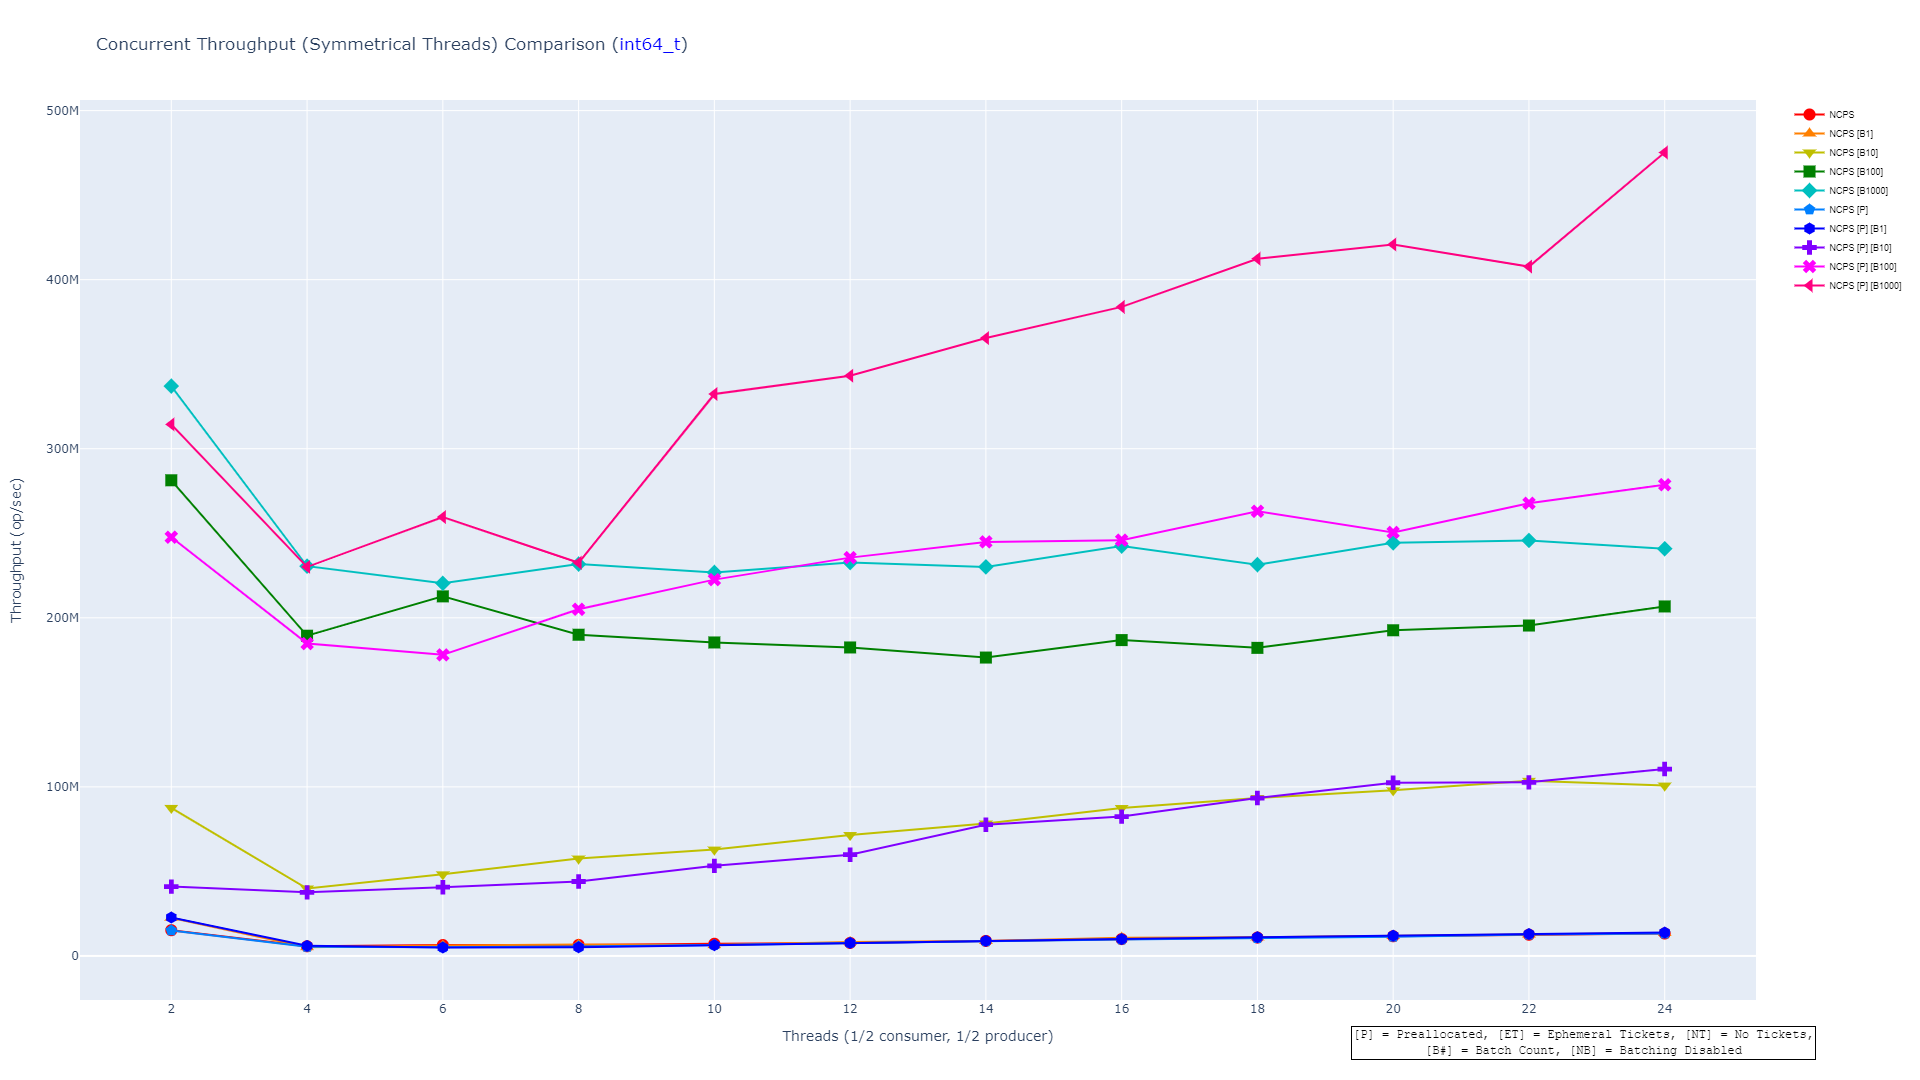 Concurrent Throughput (Symmetrical Threads) Comparison (int64_t)
500M
400M
300M
200M
100M
0
Throughput (op/sec)
2 4 6 8 10 12 14 16 18 20 22 24
Threads (1/2 consumer, 1/2 producer)
NCPS
NCPS [B1]
NCPS [B10]
NCPS [B100]
NCPS [B1000]
NCPS [P]
NCPS [P] [B1]
NCPS [P] [B10]
NCPS [P] [B100]
NCPS [P] [B1000]
[P] = Preallocated, [ET] = Ephemeral Tickets, [NT] = No Tickets,
[B#] = Batch Count, [NB] = Batching Disabled